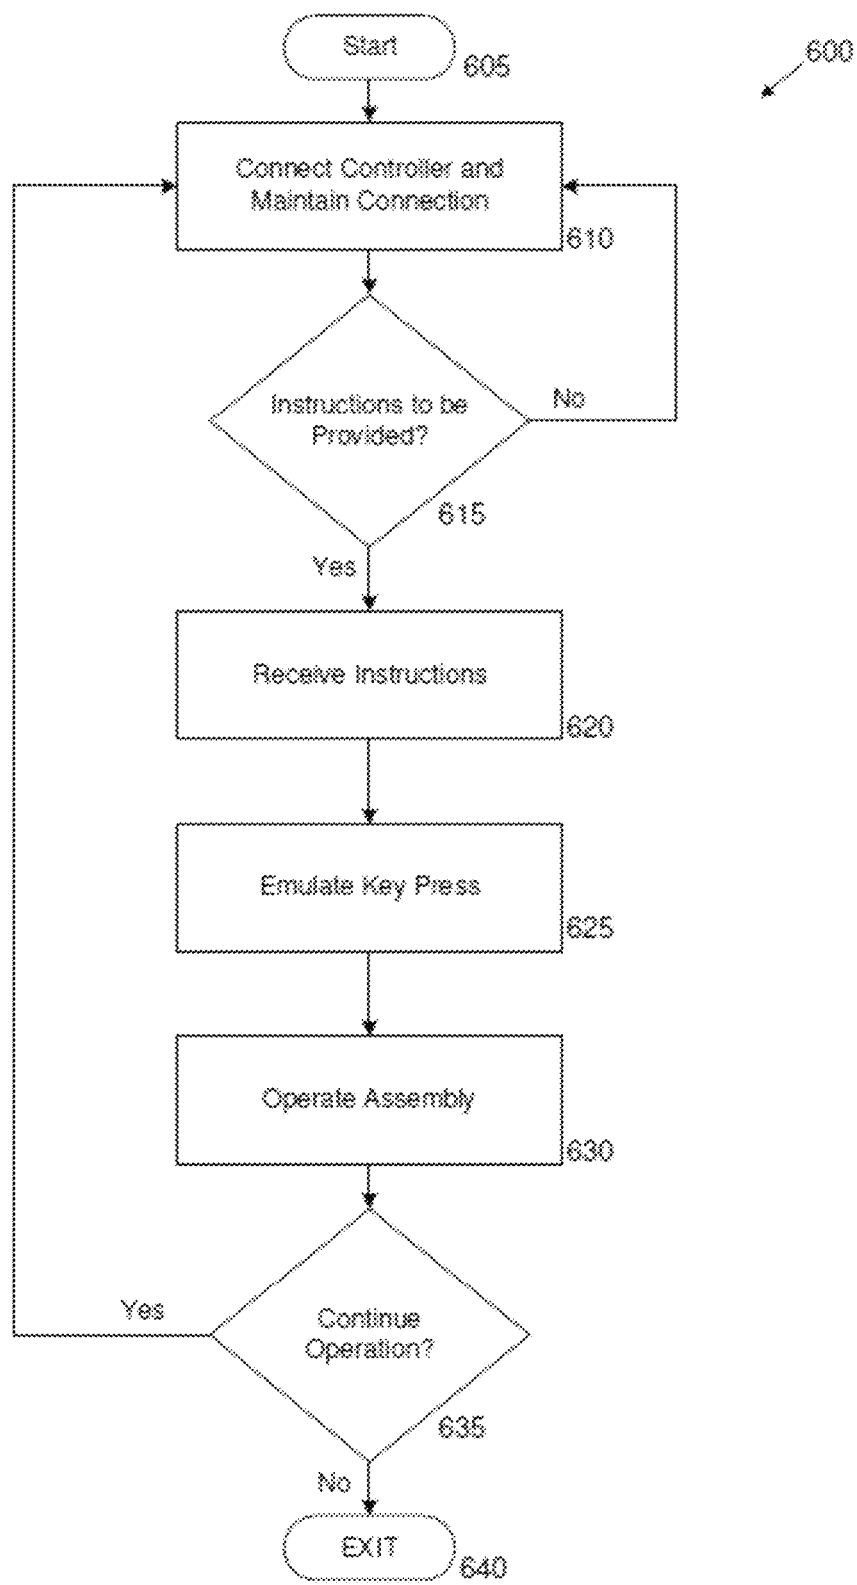 Start
605
600
Connect Controller and
Maintain Connection
610
Instructions to be
Provided?
No
615
Yes
Receive Instructions
620
Emulate Key Press
625
Operate Assembly
630
Yes
Continue
Operation?
635
No
EXIT
640